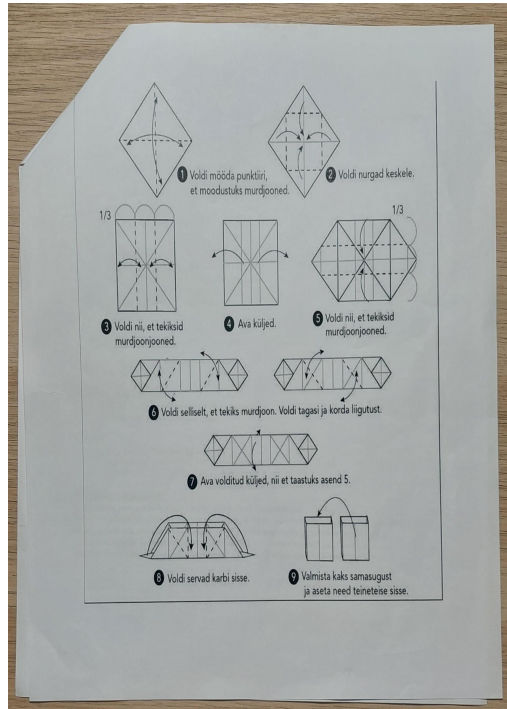 1 Voldi mööda punktiiri,
et moodustuks murdjooned.
2 Voldi nurgad keskele.
1/3
3 Voldi nii, et tekiksid
murdjoonjooned.
4 Ava küljed.
1/3
5 Voldi nii, et tekiksid
murdjoonjooned
6 Voldi selliselt, et tekiks murdjoon. Voldi tagasi ja korda liigutust.
7 Ava volditud küljed, nii et taastuks asend 5.
8 Voldi servad karbi sisse.
9 Valmista kaks samasugust
ja aseta need teineteise sisse.